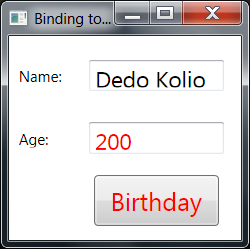 Binding to...
Name: Dedo Kolio
Age: 200
Birthday